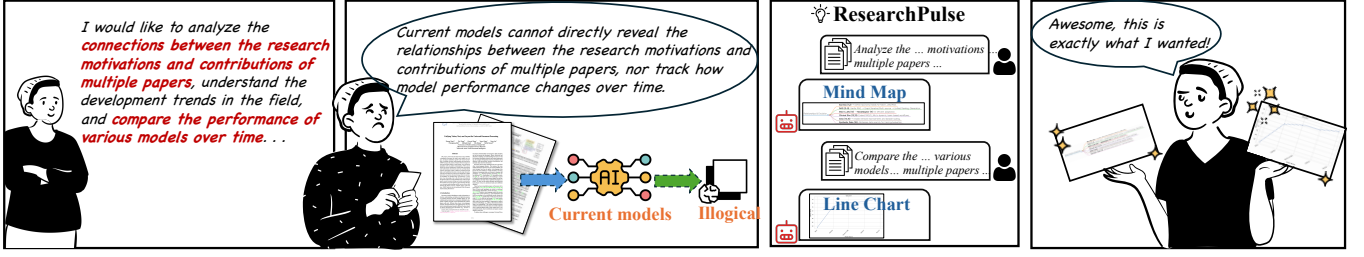 I would like to analyze the
connections between the research
motivations and contributions of
multiple papers, understand the
development trends in the field,
and compare the performance of
various models over time. . .
Current models cannot directly reveal the
relationships between the research motivations and
contributions of multiple papers, nor track how
model performance changes over time.
AI
Current models
Illogical
ResearchPulse
Analyze the ... motivations ...
multiple papers ...
Mind Map
Compare the ... various
models... multiple papers ...
Line Chart
Awesome, this is
exactly what I wanted!